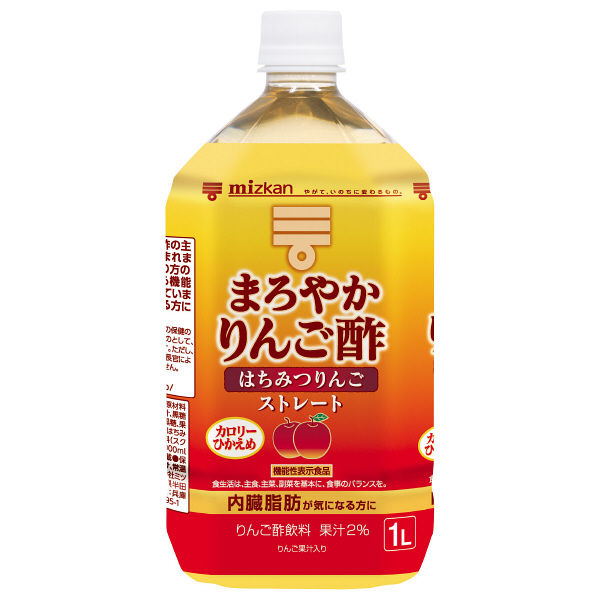 mizkan
やがて、いのちに変わるもの。
まろやか
りんご酢
はちみつりんご
ストレート
カロリー
ひかえめ
機能性表示食品
食生活は、主食、主菜、副菜を基本に、食事のバランスを。
内臓脂肪が気になる方に
りんご酢飲料 果汁2%
りんご果汁入り
1L